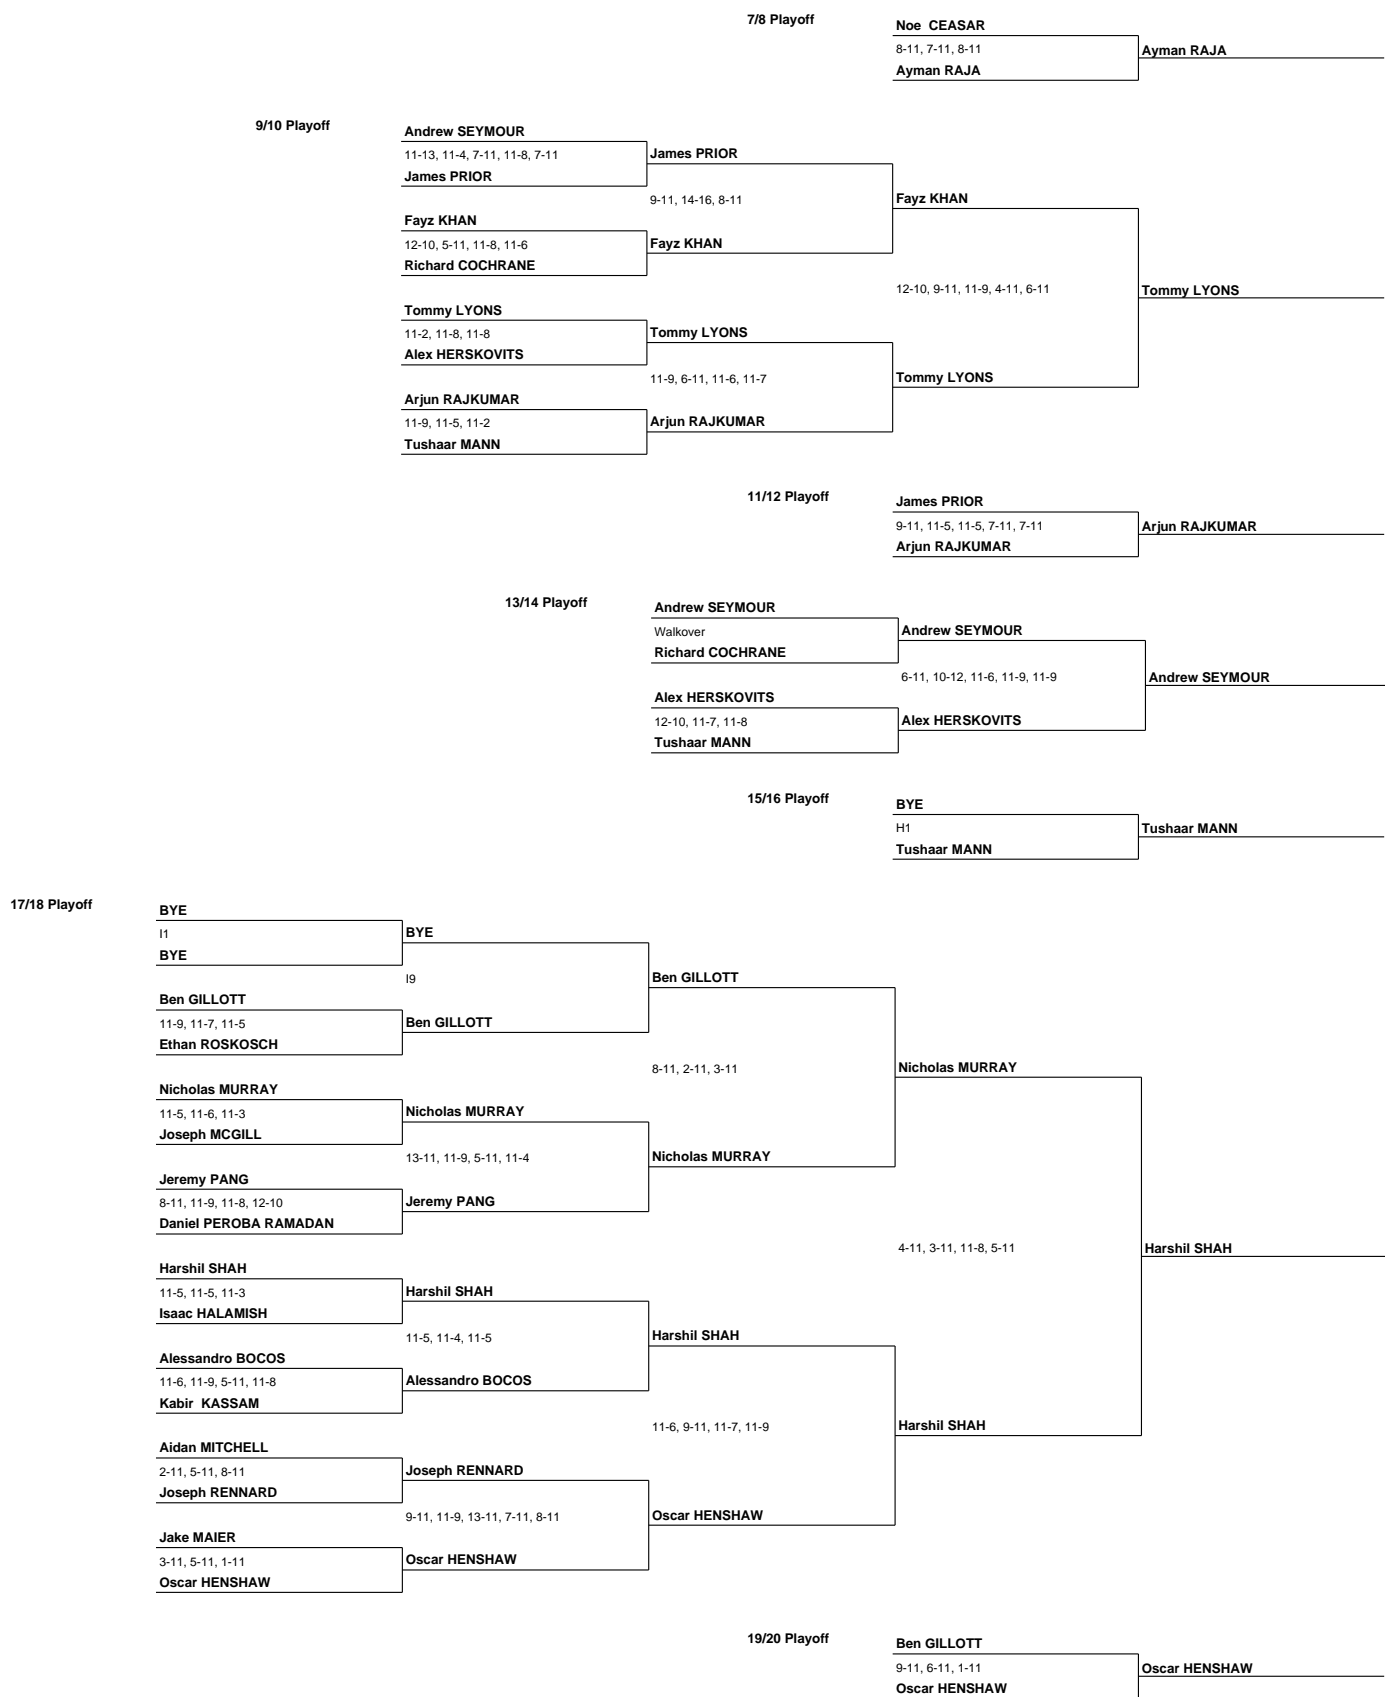 7/8 Playoff
Noe  CEASAR
8-11, 7-11, 8-11
Ayman RAJA
Ayman RAJA
9/10 Playoff
Andrew SEYMOUR
11-13, 11-4, 7-11, 11-8, 7-11
James PRIOR
James PRIOR
9-11, 14-16, 8-11
Fayz KHAN
Fayz KHAN
12-10, 5-11, 11-8, 11-6
Fayz KHAN
Richard COCHRANE
12-10, 9-11, 11-9, 4-11, 6-11
Tommy LYONS
Tommy LYONS
11-2, 11-8, 11-8
Tommy LYONS
Alex HERSKOVITS
11-9, 6-11, 11-6, 11-7
Tommy LYONS
Arjun RAJKUMAR
11-9, 11-5, 11-2
Arjun RAJKUMAR
Tushaar MANN
11/12 Playoff
James PRIOR
9-11, 11-5, 11-5, 7-11, 7-11
Arjun RAJKUMAR
Arjun RAJKUMAR
13/14 Playoff
Andrew SEYMOUR
Walkover
Andrew SEYMOUR
Richard COCHRANE
6-11, 10-12, 11-6, 11-9, 11-9
Andrew SEYMOUR
Alex HERSKOVITS
12-10, 11-7, 11-8
Alex HERSKOVITS
Tushaar MANN
15/16 Playoff
BYE
H1
Tushaar MANN
Tushaar MANN
17/18 Playoff
BYE
I1
BYE
BYE
I9
Ben GILLOTT
Ben GILLOTT
11-9, 11-7, 11-5
Ben GILLOTT
Ethan ROSKOSCH
8-11, 2-11, 3-11
Nicholas MURRAY
Nicholas MURRAY
11-5, 11-6, 11-3
Nicholas MURRAY
Joseph MCGILL
13-11, 11-9, 5-11, 11-4
Nicholas MURRAY
Jeremy PANG
8-11, 11-9, 11-8, 12-10
Jeremy PANG
Daniel PEROBA RAMADAN
4-11, 3-11, 11-8, 5-11
Harshil SHAH
Harshil SHAH
11-5, 11-5, 11-3
Harshil SHAH
Isaac HALAMISH
11-5, 11-4, 11-5
Harshil SHAH
Alessandro BOCOS
11-6, 11-9, 5-11, 11-8
Alessandro BOCOS
Kabir  KASSAM
11-6, 9-11, 11-7, 11-9
Harshil SHAH
Aidan MITCHELL
2-11, 5-11, 8-11
Joseph RENNARD
Joseph RENNARD
9-11, 11-9, 13-11, 7-11, 8-11
Oscar HENSHAW
Jake MAIER
3-11, 5-11, 1-11
Oscar HENSHAW
Oscar HENSHAW
19/20 Playoff
Ben GILLOTT
9-11, 6-11, 1-11
Oscar HENSHAW
Oscar HENSHAW